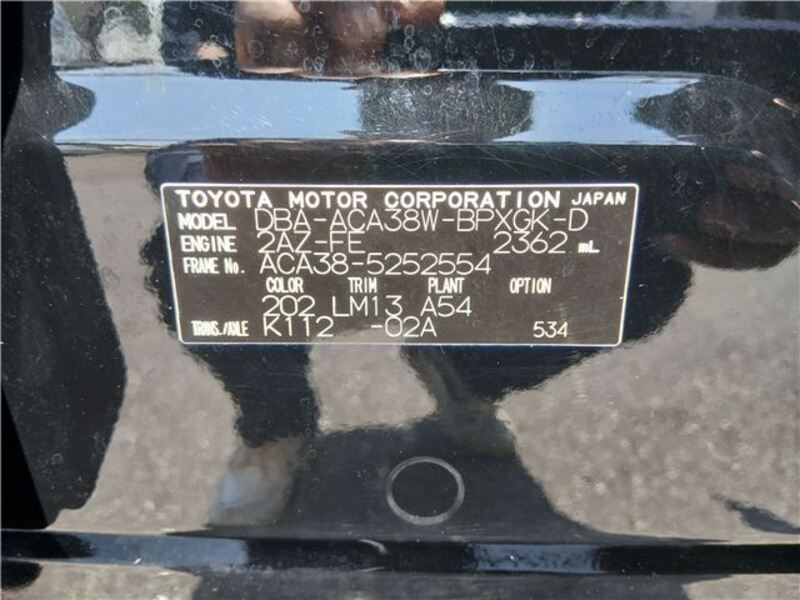 TOYOTA MOTOR CORPORATION JAPAN
MODEL DBA-ACA38W-BPXGK-D
ENGINE 2AZ-FE 2362 mL
FRAME No. ACA38-5252554
COLOR TRIM PLANT OPTION
202 LM13 A54
TRANS./AXLE K112 -02A 534